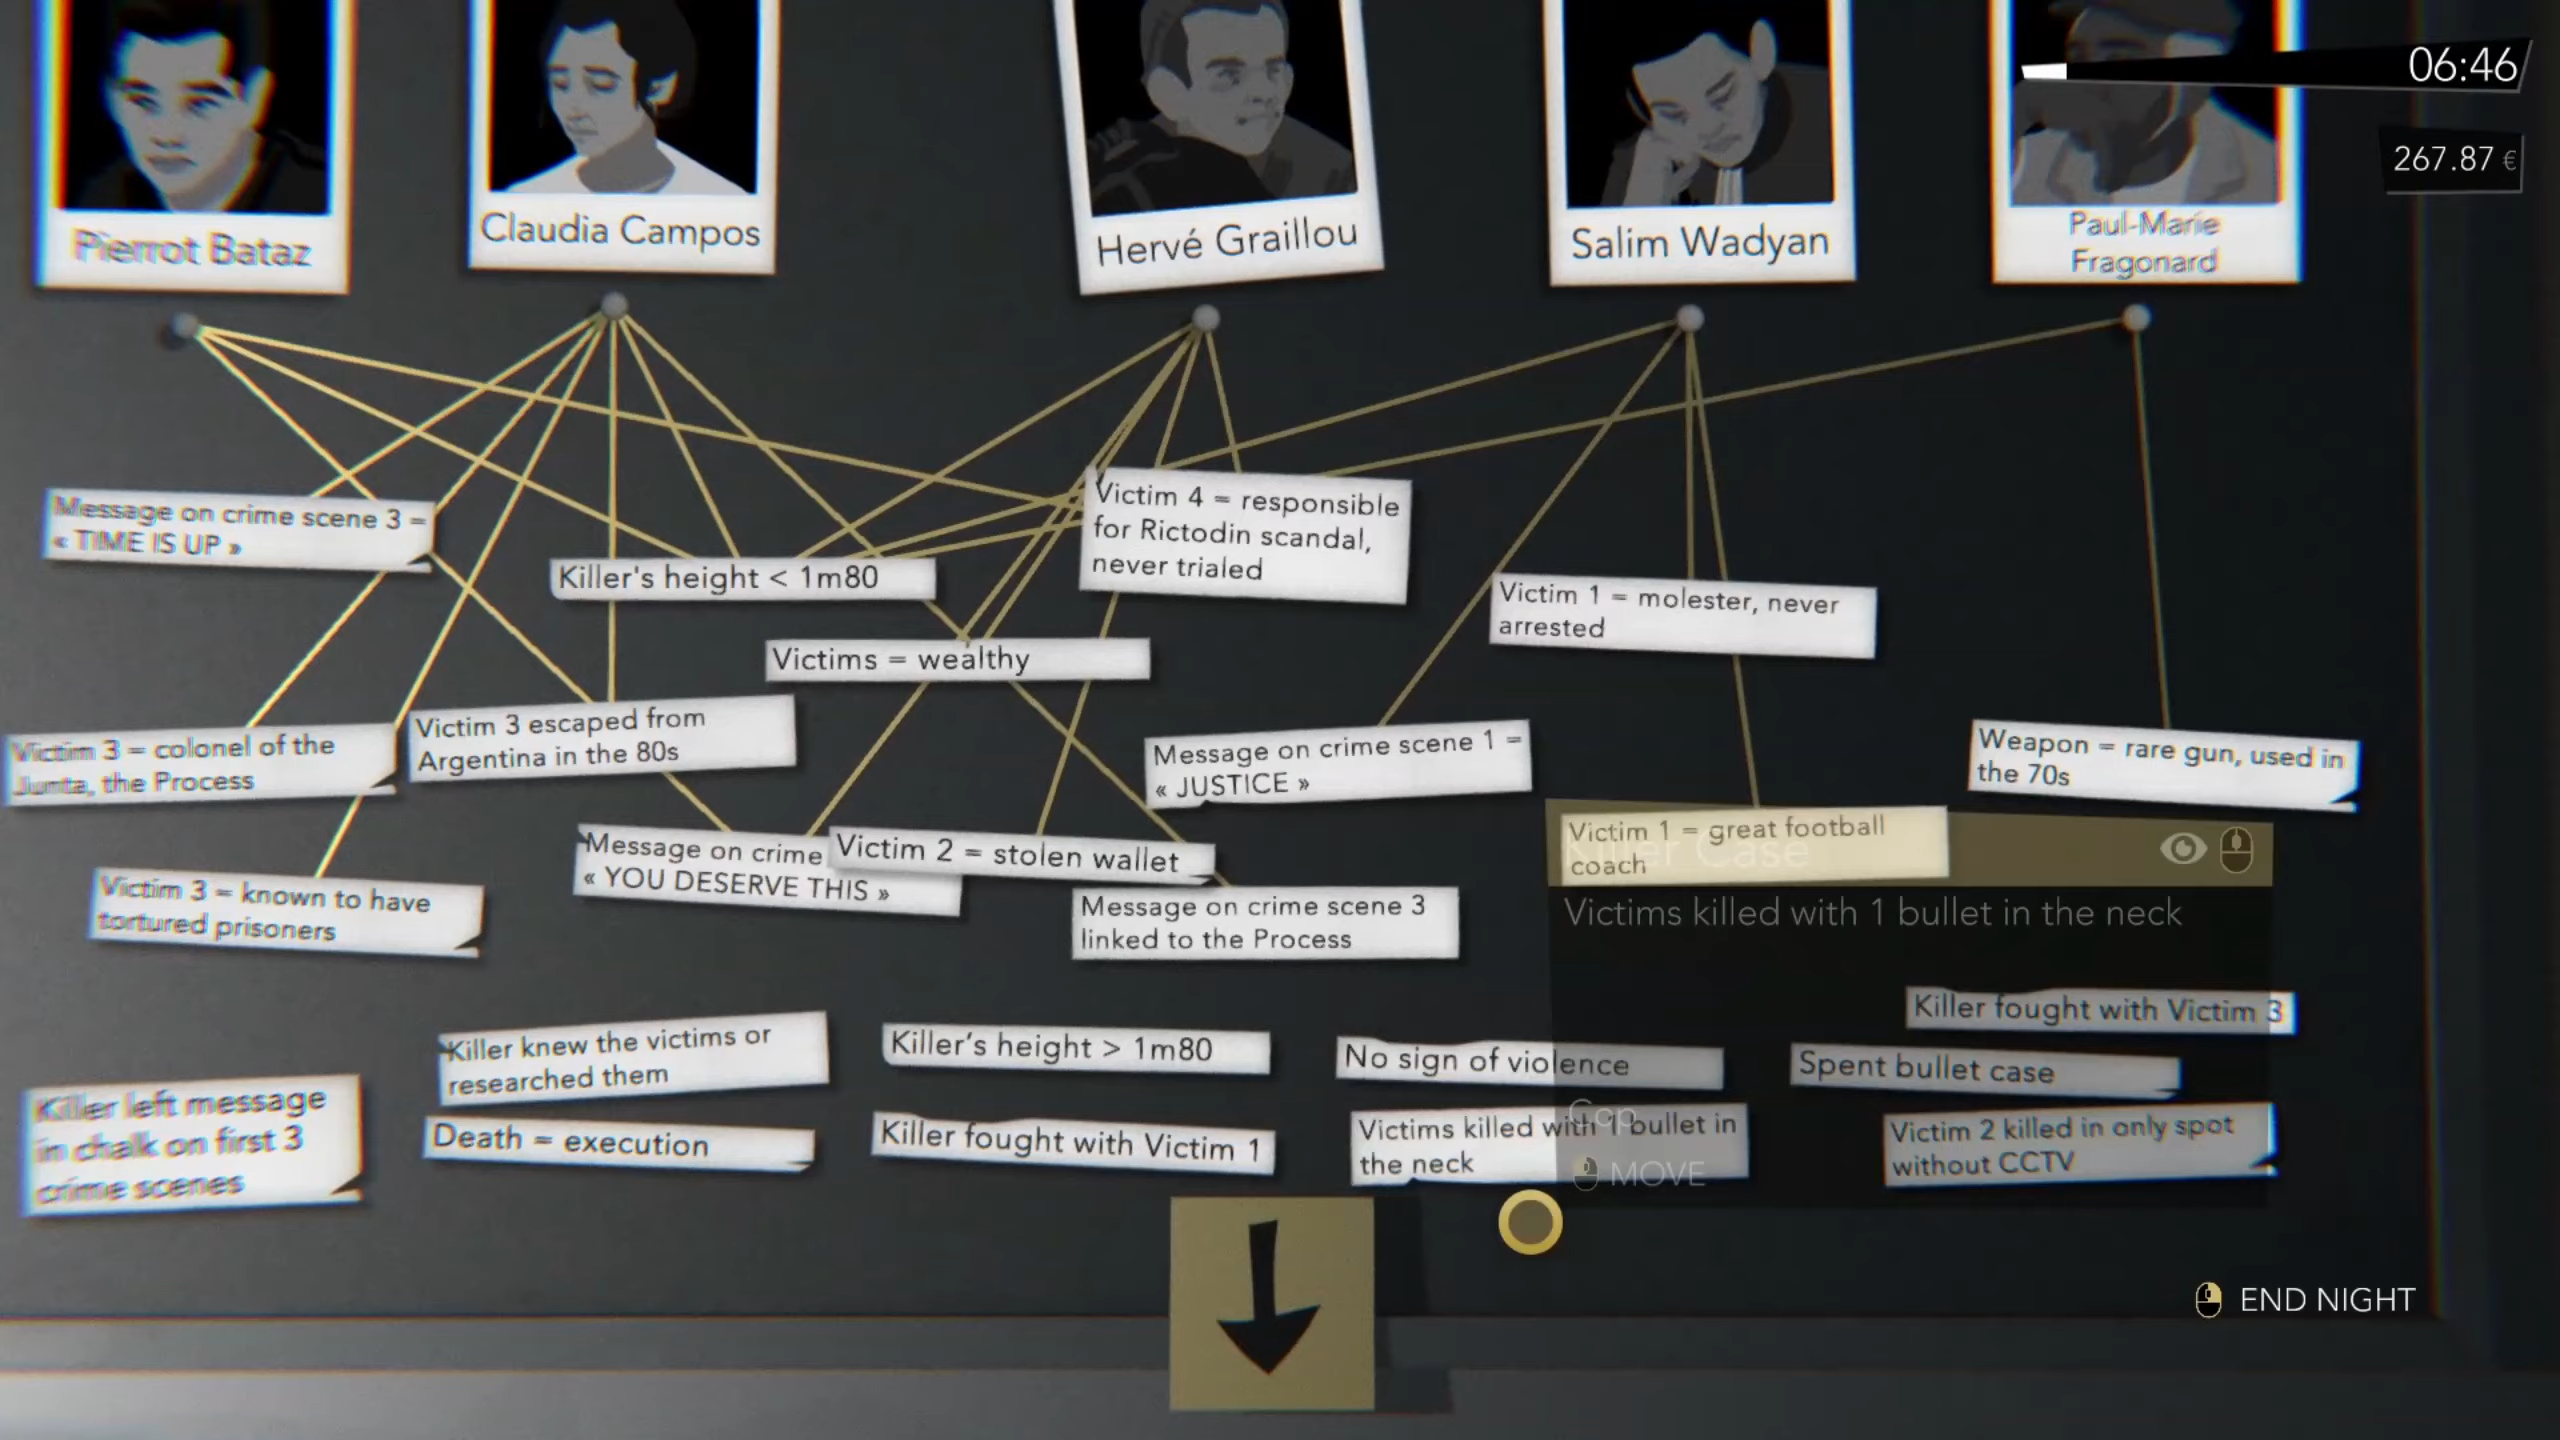 06:46
267.87 €
Pierrot Bataz
Claudia Campos
Hervé Graillou
Salim Wadyan
Paul-Marie
Fragonard
Message on crime scene 3 =
« TIME IS UP »
Killer's height < 1m80
Victim 4 = responsible
for Rictodin scandal,
never trialed
Victim 1 = molester, never
arrested
Victims = wealthy
Victim 3 = colonel of the
Junta, the Process
Victim 3 escaped from
Argentina in the 80s
Message on crime scene 1 =
« JUSTICE »
Weapon = rare gun, used in
the 70s
Message on crime
« YOU DESERVE THIS »
Victim 2 = stolen wallet
Victim 1 = great football
coach
Killer Case
Victim 3 = known to have
tortured prisoners
Message on crime scene 3
linked to the Process
Victims killed with 1 bullet in the neck
Killer fought with Victim 3
Killer knew the victims or
researched them
Killer's height > 1m80
No sign of violence
Spent bullet case
Killer left message
in chalk on first 3
crime scenes
Death = execution
Killer fought with Victim 1
Victims killed with 1 bullet in
the neck
Cop
MOVE
Victim 2 killed in only spot
without CCTV
END NIGHT